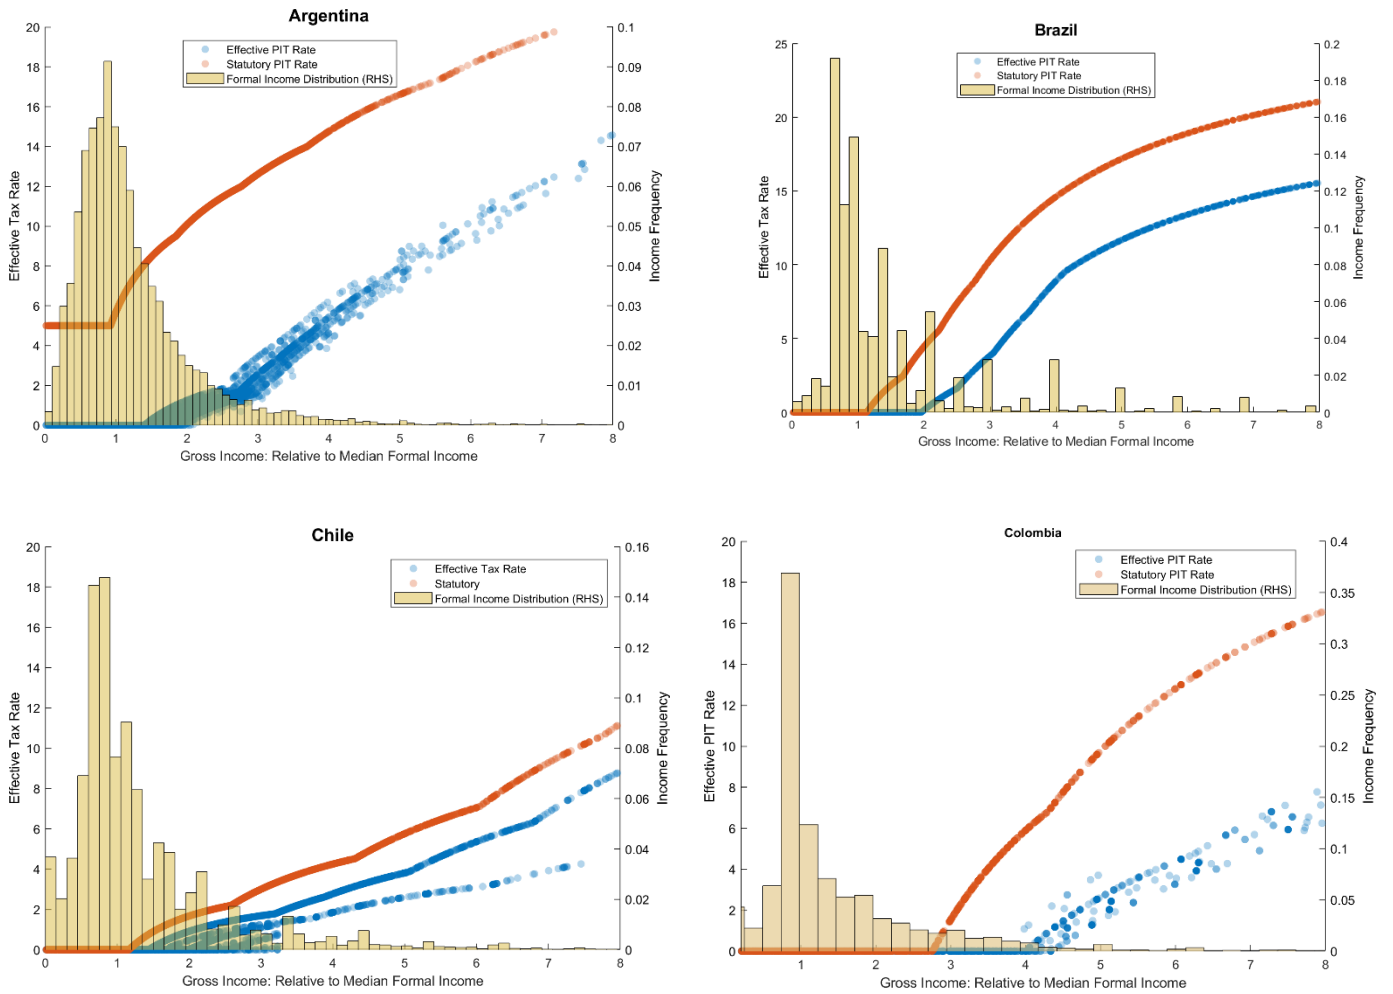 Argentina
20
18
16
14
12
10
8
6
4
2
0
Effective Tax Rate
Effective PIT Rate
Statutory PIT Rate
Formal Income Distribution (RHS)
0.1
0.09
0.08
0.07
0.06
0.05
0.04
0.03
0.02
0.01
0
Income Frequency
0 1 2 3 4 5 6 7 8
Gross Income: Relative to Median Formal Income
Brazil
25
20
15
10
5
0
Effective Tax Rate
Effective PIT Rate
Statutory PIT Rate
Formal Income Distribution (RHS)
0.2
0.18
0.16
0.14
0.12
0.1
0.08
0.06
0.04
0.02
0
Income Frequency
0 1 2 3 4 5 6 7 8
Gross Income: Relative to Median Formal Income
Chile
20
18
16
14
12
10
8
6
4
2
0
Effective Tax Rate
Effective Tax Rate
Statutory
Formal Income Distribution (RHS)
0.16
0.14
0.12
0.1
0.08
0.06
0.04
0.02
0
Income Frequency
0 1 2 3 4 5 6 7 8
Gross Income: Relative to Median Formal Income
Colombia
20
18
16
14
12
10
8
6
4
2
0
Effective PIT Rate
Effective PIT Rate
Statutory PIT Rate
Formal Income Distribution (RHS)
0.4
0.35
0.3
0.25
0.2
0.15
0.1
0.05
0
Income Frequency
1 2 3 4 5 6 7 8
Gross Income: Relative to Median Formal Income